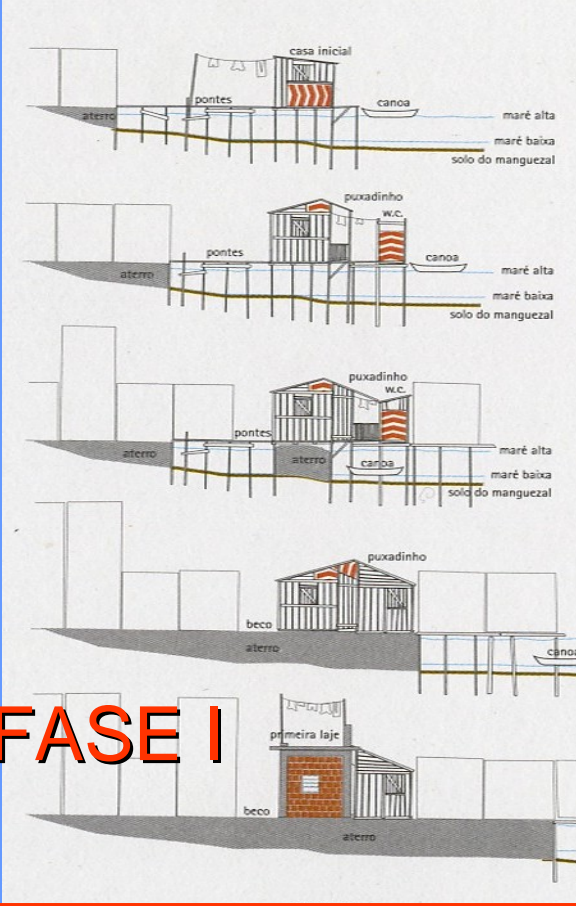 casa inicial
pontes
canoa
aterro
maré alta
maré baixa
solo do manguezal
puxadinho
w.c.
pontes
canoa
aterro
maré alta
maré baixa
solo do manguezal
puxadinho
w.c.
pontes
aterro
aterro
canoa
maré alta
maré baixa
solo do manguezal
puxadinho
beco
aterro
canoa
FASE I
primeira laje
beco
aterro